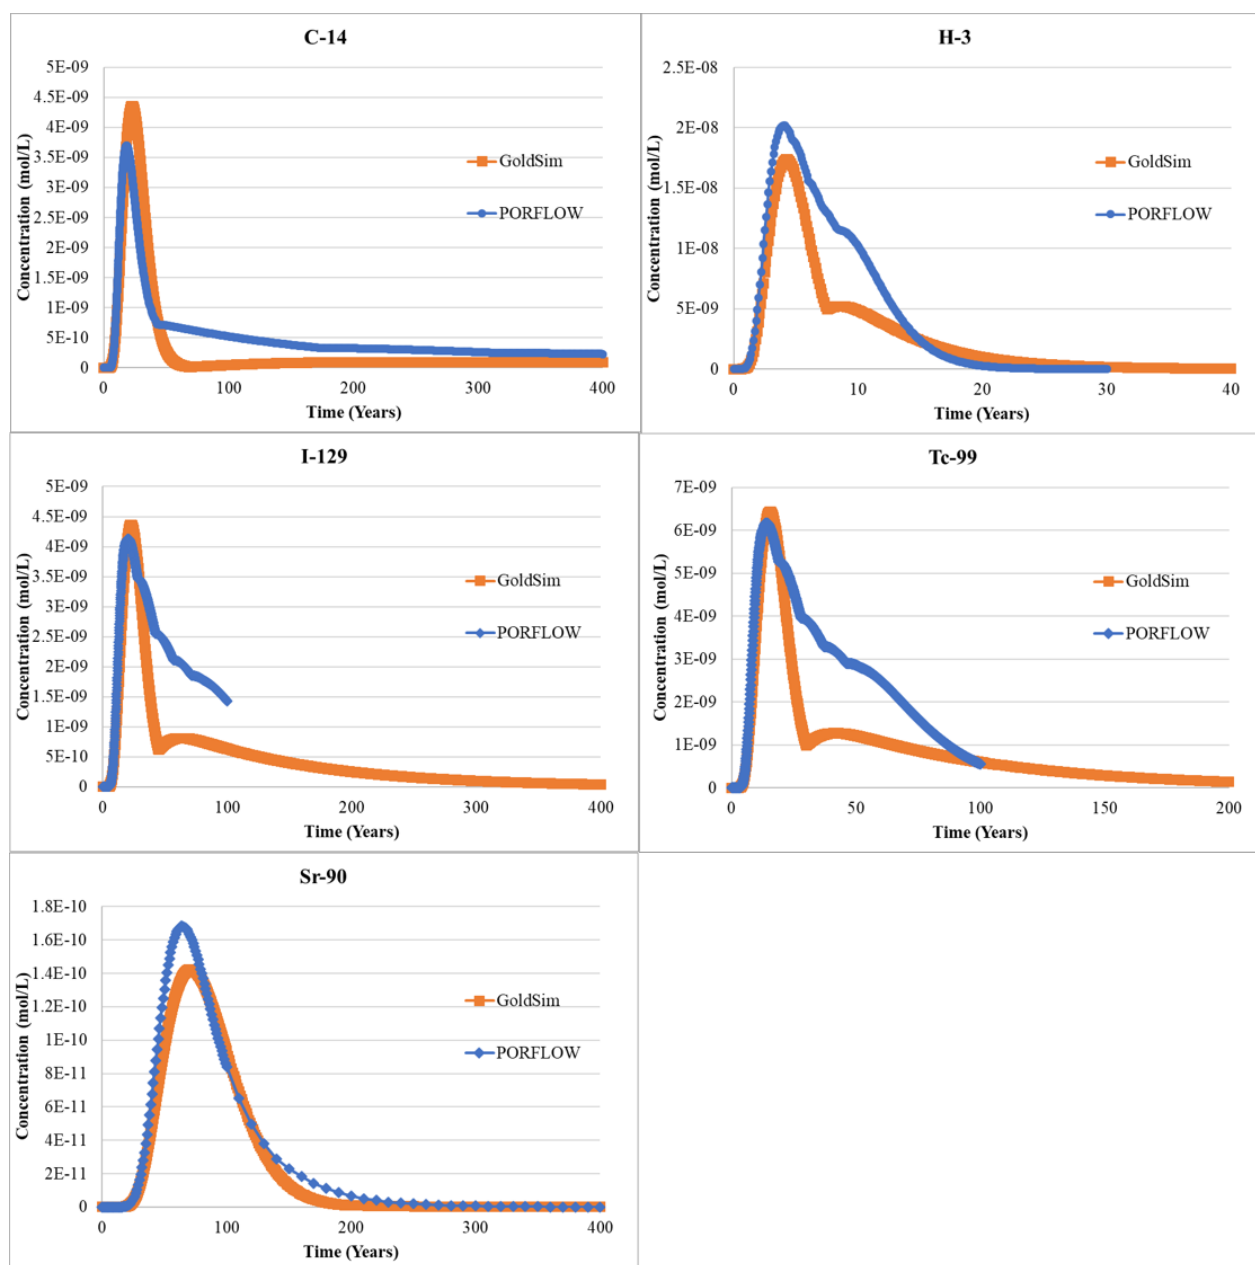 C-14
5E-09
4.5E-09
4E-09
3.5E-09
3E-09
2.5E-09
2E-09
1.5E-09
1E-09
5E-10
0
Concentration (mol/L)
GoldSim
PORFLOW
0 100 200 300 400
Time (Years)
H-3
2.5E-08
2E-08
1.5E-08
1E-08
5E-09
0
Concentration (mol/L)
GoldSim
PORFLOW
0 10 20 30 40
Time (Years)
I-129
5E-09
4.5E-09
4E-09
3.5E-09
3E-09
2.5E-09
2E-09
1.5E-09
1E-09
5E-10
0
Concentration (mol/L)
GoldSim
PORFLOW
0 100 200 300 400
Time (Years)
Tc-99
7E-09
6E-09
5E-09
4E-09
3E-09
2E-09
1E-09
0
Concentration (mol/L)
GoldSim
PORFLOW
0 50 100 150 200
Time (Years)
Sr-90
1.8E-10
1.6E-10
1.4E-10
1.2E-10
1E-10
8E-11
6E-11
4E-11
2E-11
0
Concentration (mol/L)
GoldSim
PORFLOW
0 100 200 300 400
Time (Years)